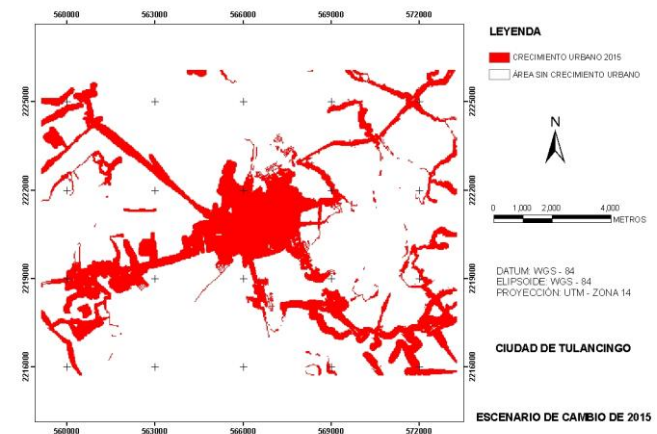 560000 563000 566000 569000 572000
LEYENDA
CRECIMIENTO URBANO 2015
ÁREA SIN CRECIMIENTO URBANO
2225000 2225000
N
2222000 2222000
0 1,000 2,000 4,000
METROS
2219000 2219000
DATUM: WGS - 84
ELIPSOIDE: WGS - 84
PROYECCIÓN: UTM - ZONA 14
CIUDAD DE TULANCINGO
2216000 2216000
ESCENARIO DE CAMBIO DE 2015
560000 563000 566000 569000 572000